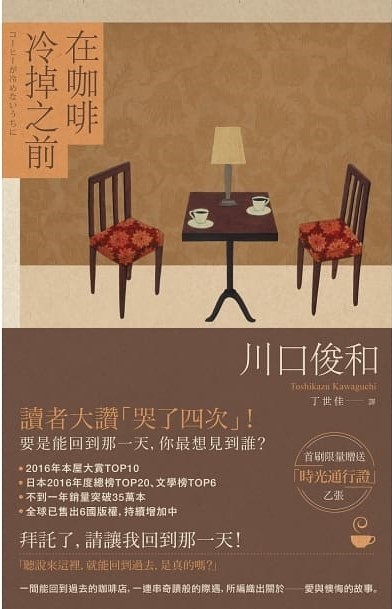 在咖啡
冷掉之前
コーヒーが冷めないうちに
川口俊和
Toshikazu Kawaguchi
丁世佳——譯
讀者大讚「哭了四次」!
要是能回到那一天,你最想見到誰?
• 2016年本屋大賞TOP10
• 日本2016年度總榜TOP20、文學榜TOP6
• 不到一年銷量突破35萬本
• 全球已售出6國版權,持續增加中
首刷限量贈送
「時光通行證」
乙張
拜託了,請讓我回到那一天!
「聽說來這裡,就能回到過去,是真的嗎?」
一間能回到過去的咖啡店,一連串奇蹟般的際遇,所編織出關於——愛與懊悔的故事。